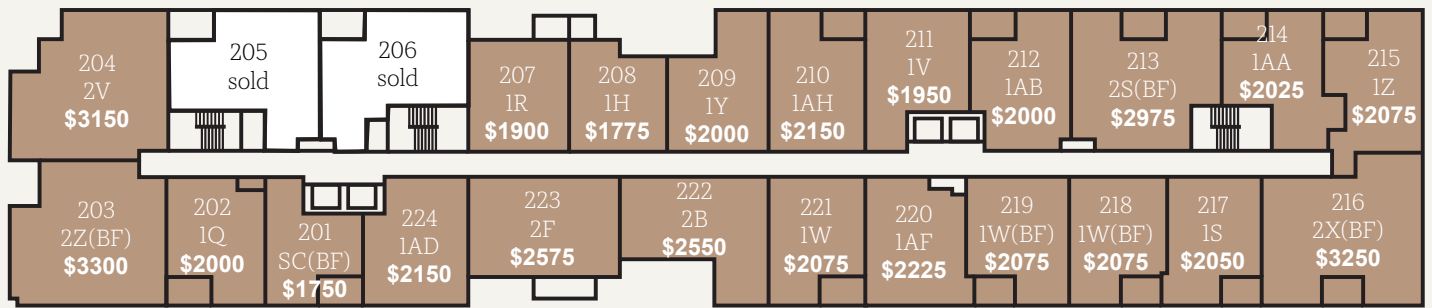 204
2V
$3150
205
sold
206
sold
207
1R
$1900
208
1H
$1775
209
1Y
$2000
210
1AH
$2150
211
1V
$1950
212
1AB
$2000
213
2S(BF)
$2975
214
1AA
$2025
215
1Z
$2075
203
2Z(BF)
$3300
202
1Q
$2000
201
SC(BF)
$1750
224
1AD
$2150
223
2F
$2575
222
2B
$2550
221
1W
$2075
220
1AF
$2225
219
1W(BF)
$2075
218
1W(BF)
$2075
217
1S
$2050
216
2X(BF)
$3250